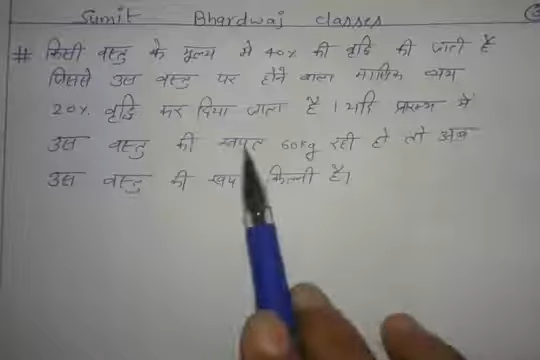 Sumit Bhardwaj classes
# किसी वस्तु के मूल्य में 40% की वृद्धि की जाती है
जिससे उस वस्तु पर होने वाला मासिक व्यय
20% वृद्धि कर दिया जाता है। यदि प्रारम्भ में
उस वस्तु की खपत 60kg रही हो तो अब
उस वस्तु की खप कितनी है।